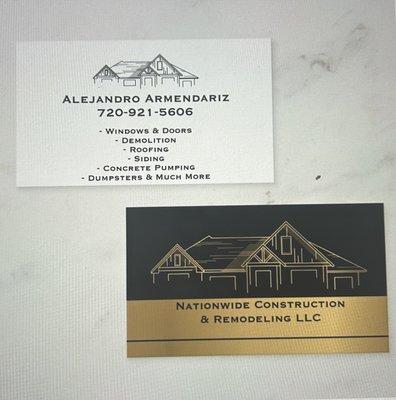 Alejandro Armendariz
720-921-5606
- Windows & Doors
- Demolition
- Roofing
- Siding
- Concrete Pumping
- Dumpsters & Much More
Nationwide Construction
& Remodeling LLC